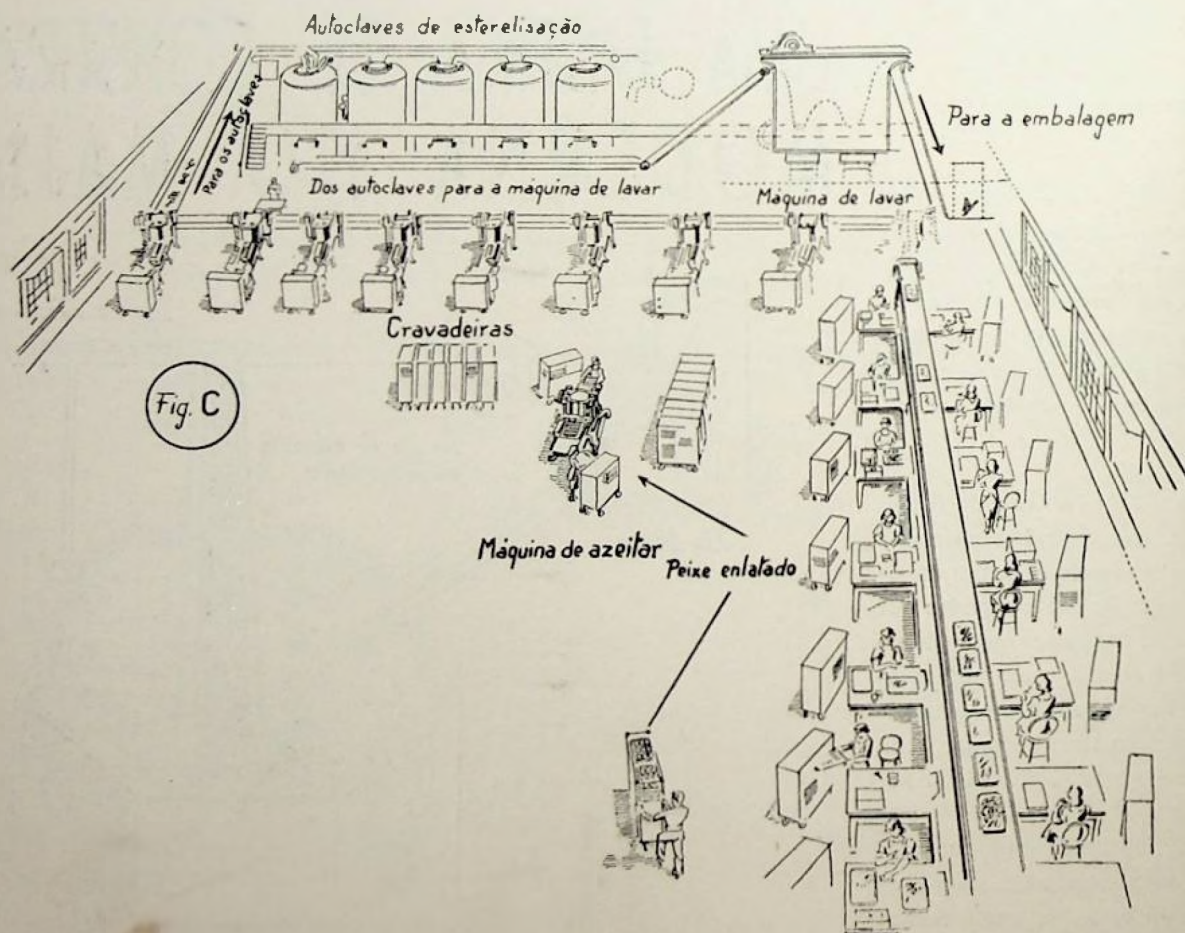 Autoclaves de esterelisação
Para os autoclaves
Para a embalagem
Dos autoclaves para a máquina de lavar
Máquina de lavar
Cravadeiras
Fig. C
Máquina de azeitar
Peixe enlatado